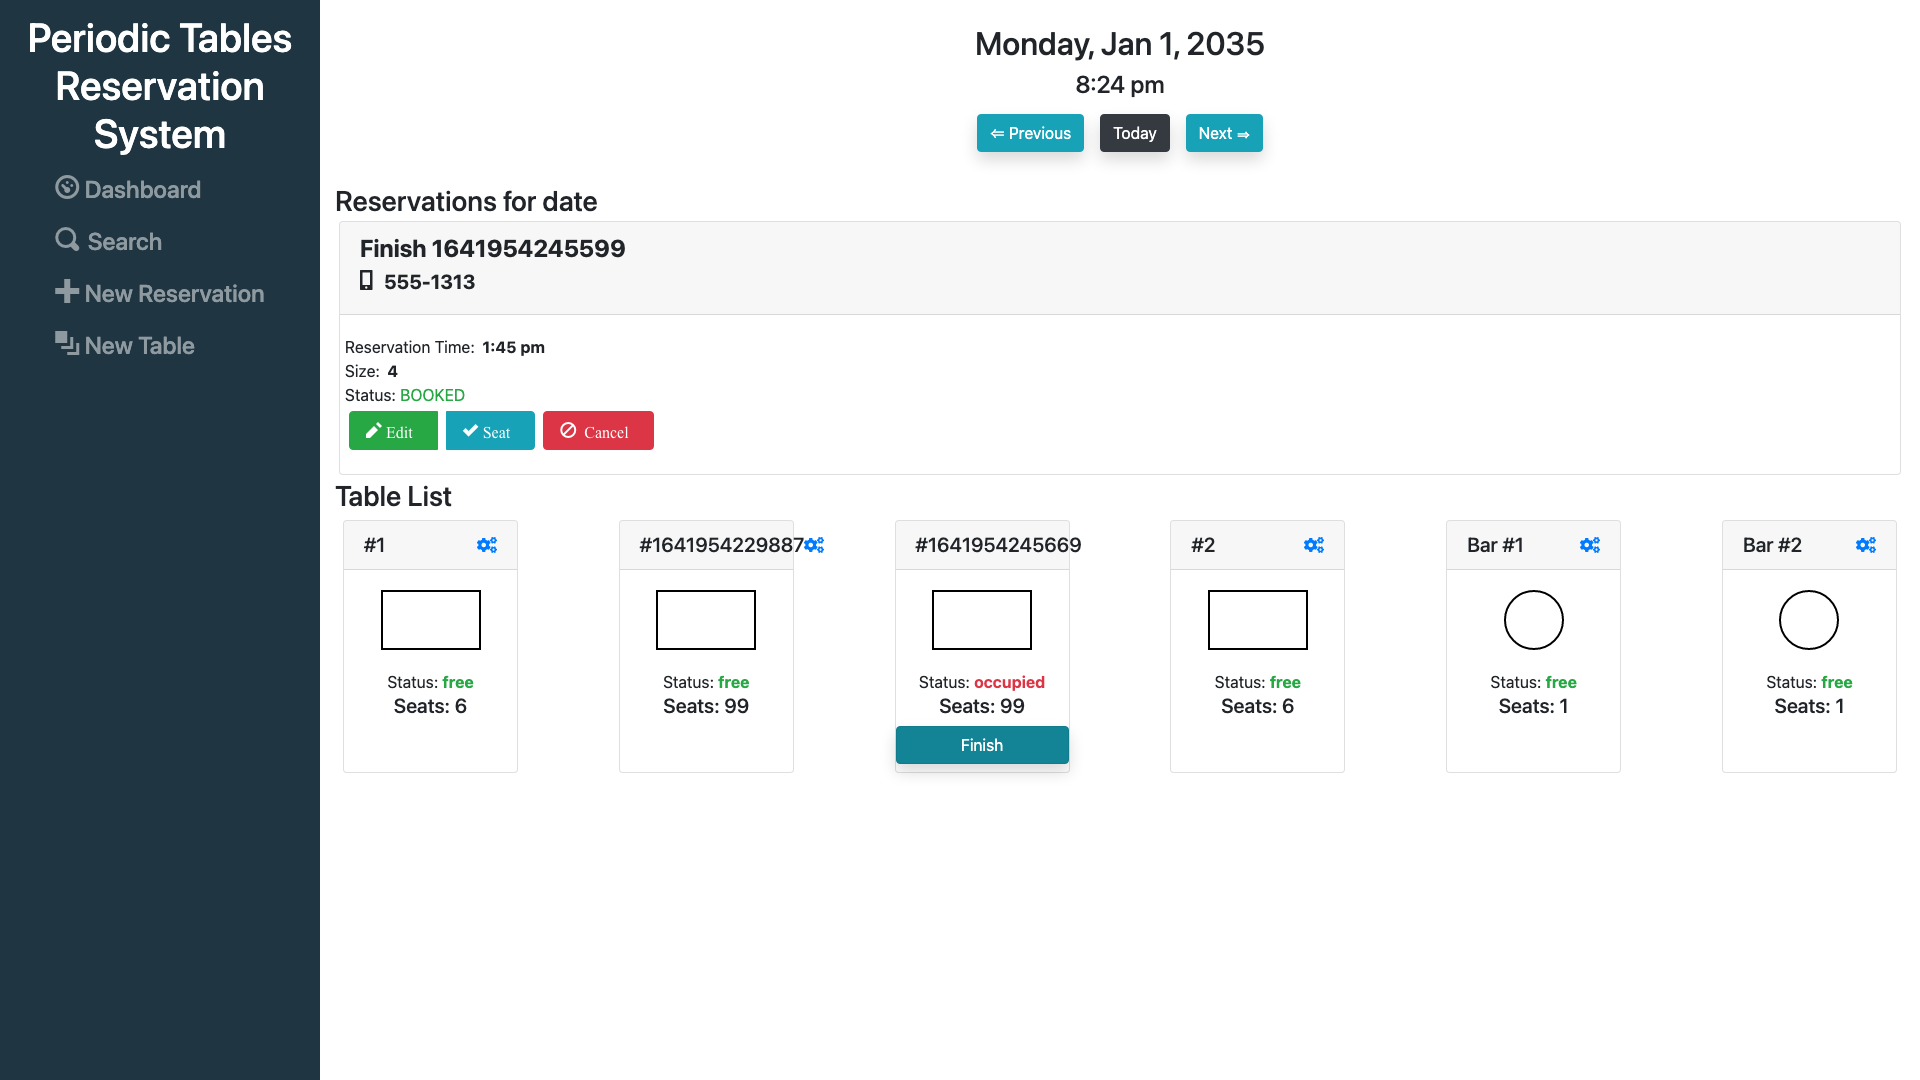 Periodic Tables
Reservation
System
Dashboard
Search
New Reservation
New Table
Monday, Jan 1, 2035
8:24 pm
⇐ Previous
Today
Next ⇒
Reservations for date
Finish 1641954245599
555-1313
Reservation Time: 1:45 pm
Size: 4
Status: BOOKED
Edit
Seat
Cancel
Table List
#1
Status: free
Seats: 6
#1641954229887
Status: free
Seats: 99
#1641954245669
Status: occupied
Seats: 99
Finish
#2
Status: free
Seats: 6
Bar #1
Status: free
Seats: 1
Bar #2
Status: free
Seats: 1